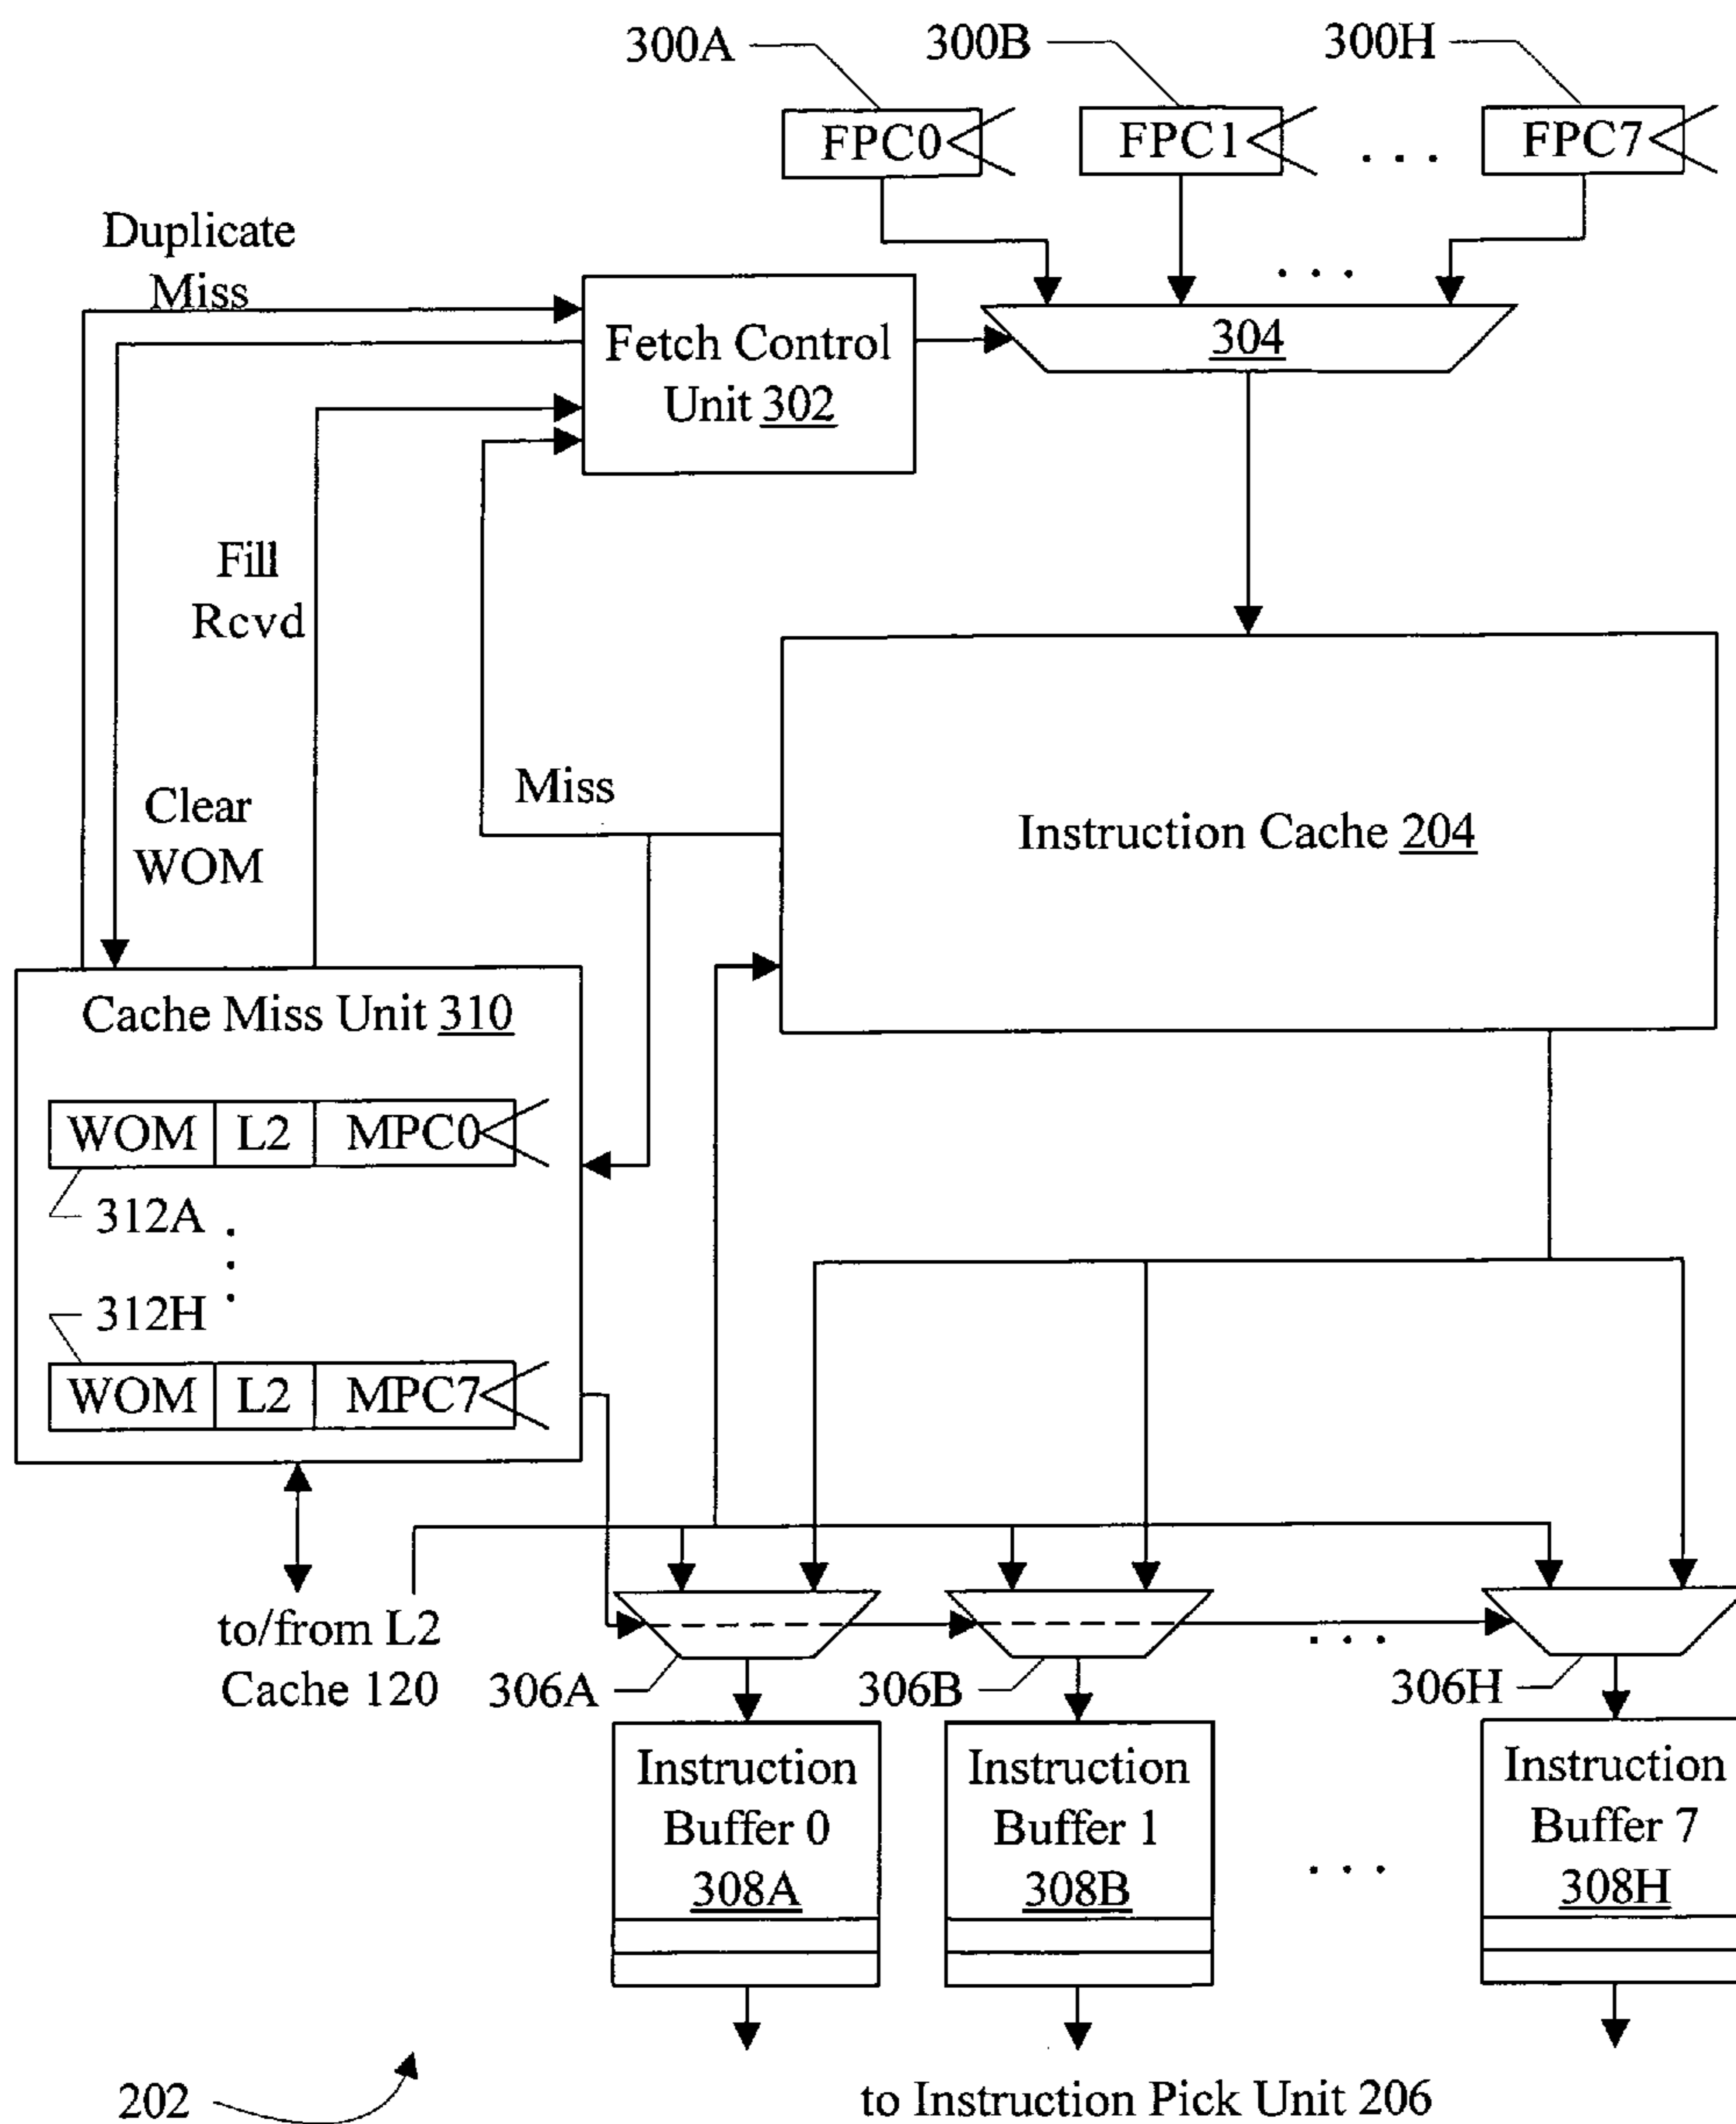 300A
300B
300H
FPC0
FPC1
. . .
FPC7
Duplicate
Miss
. . .
Fetch Control
Unit 302
304
Fill
Rcvd
Miss
Clear
WOM
Instruction Cache 204
Cache Miss Unit 310
WOM L2 MPC0
312A
312H
WOM L2 MPC7
to/from L2
Cache 120
306A
306B
. . .
306H
Instruction
Buffer 0
308A
Instruction
Buffer 1
308B
. . .
Instruction
Buffer 7
308H
202
to Instruction Pick Unit 206